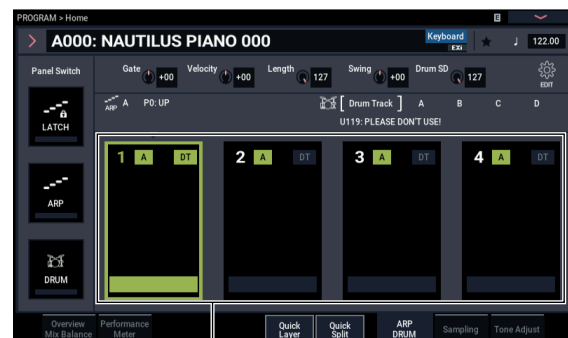 PROGRAM > Home
E
A000: NAUTILUS PIANO 000
Keyboard
EXi
♩ 122.00
Panel Switch
Gate +00 Velocity +00 Length 127 Swing +00 Drum SD 127
EDIT
ARP A P0: UP
[ Drum Track ] A B C D
U119: PLEASE DON'T USE!
LATCH
ARP
DRUM
1 A DT
2 A DT
3 A DT
4 A DT
Overview Mix Balance
Performance Meter
Quick Layer
Quick Split
ARP DRUM
Sampling
Tone Adjust